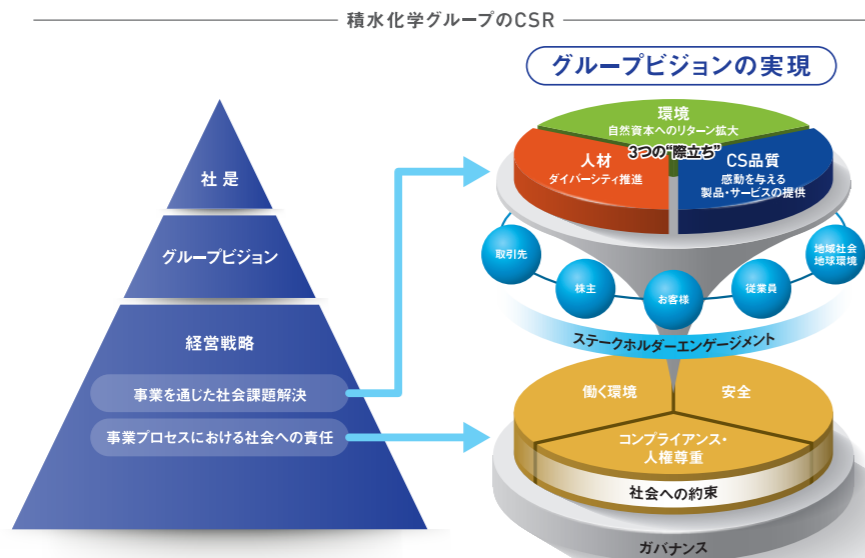 積水化学グループのCSR
グループビジョンの実現
社是
グループビジョン
経営戦略
事業を通じた社会課題解決
事業プロセスにおける社会への責任
環境
自然資本へのリターン拡大
3つの“際立ち”
人材
ダイバーシティ推進
CS品質
感動を与える
製品・サービスの提供
取引先
株主
お客様
従業員
地域社会
地球環境
ステークホルダーエンゲージメント
働く環境
安全
コンプライアンス・
人権尊重
社会への約束
ガバナンス